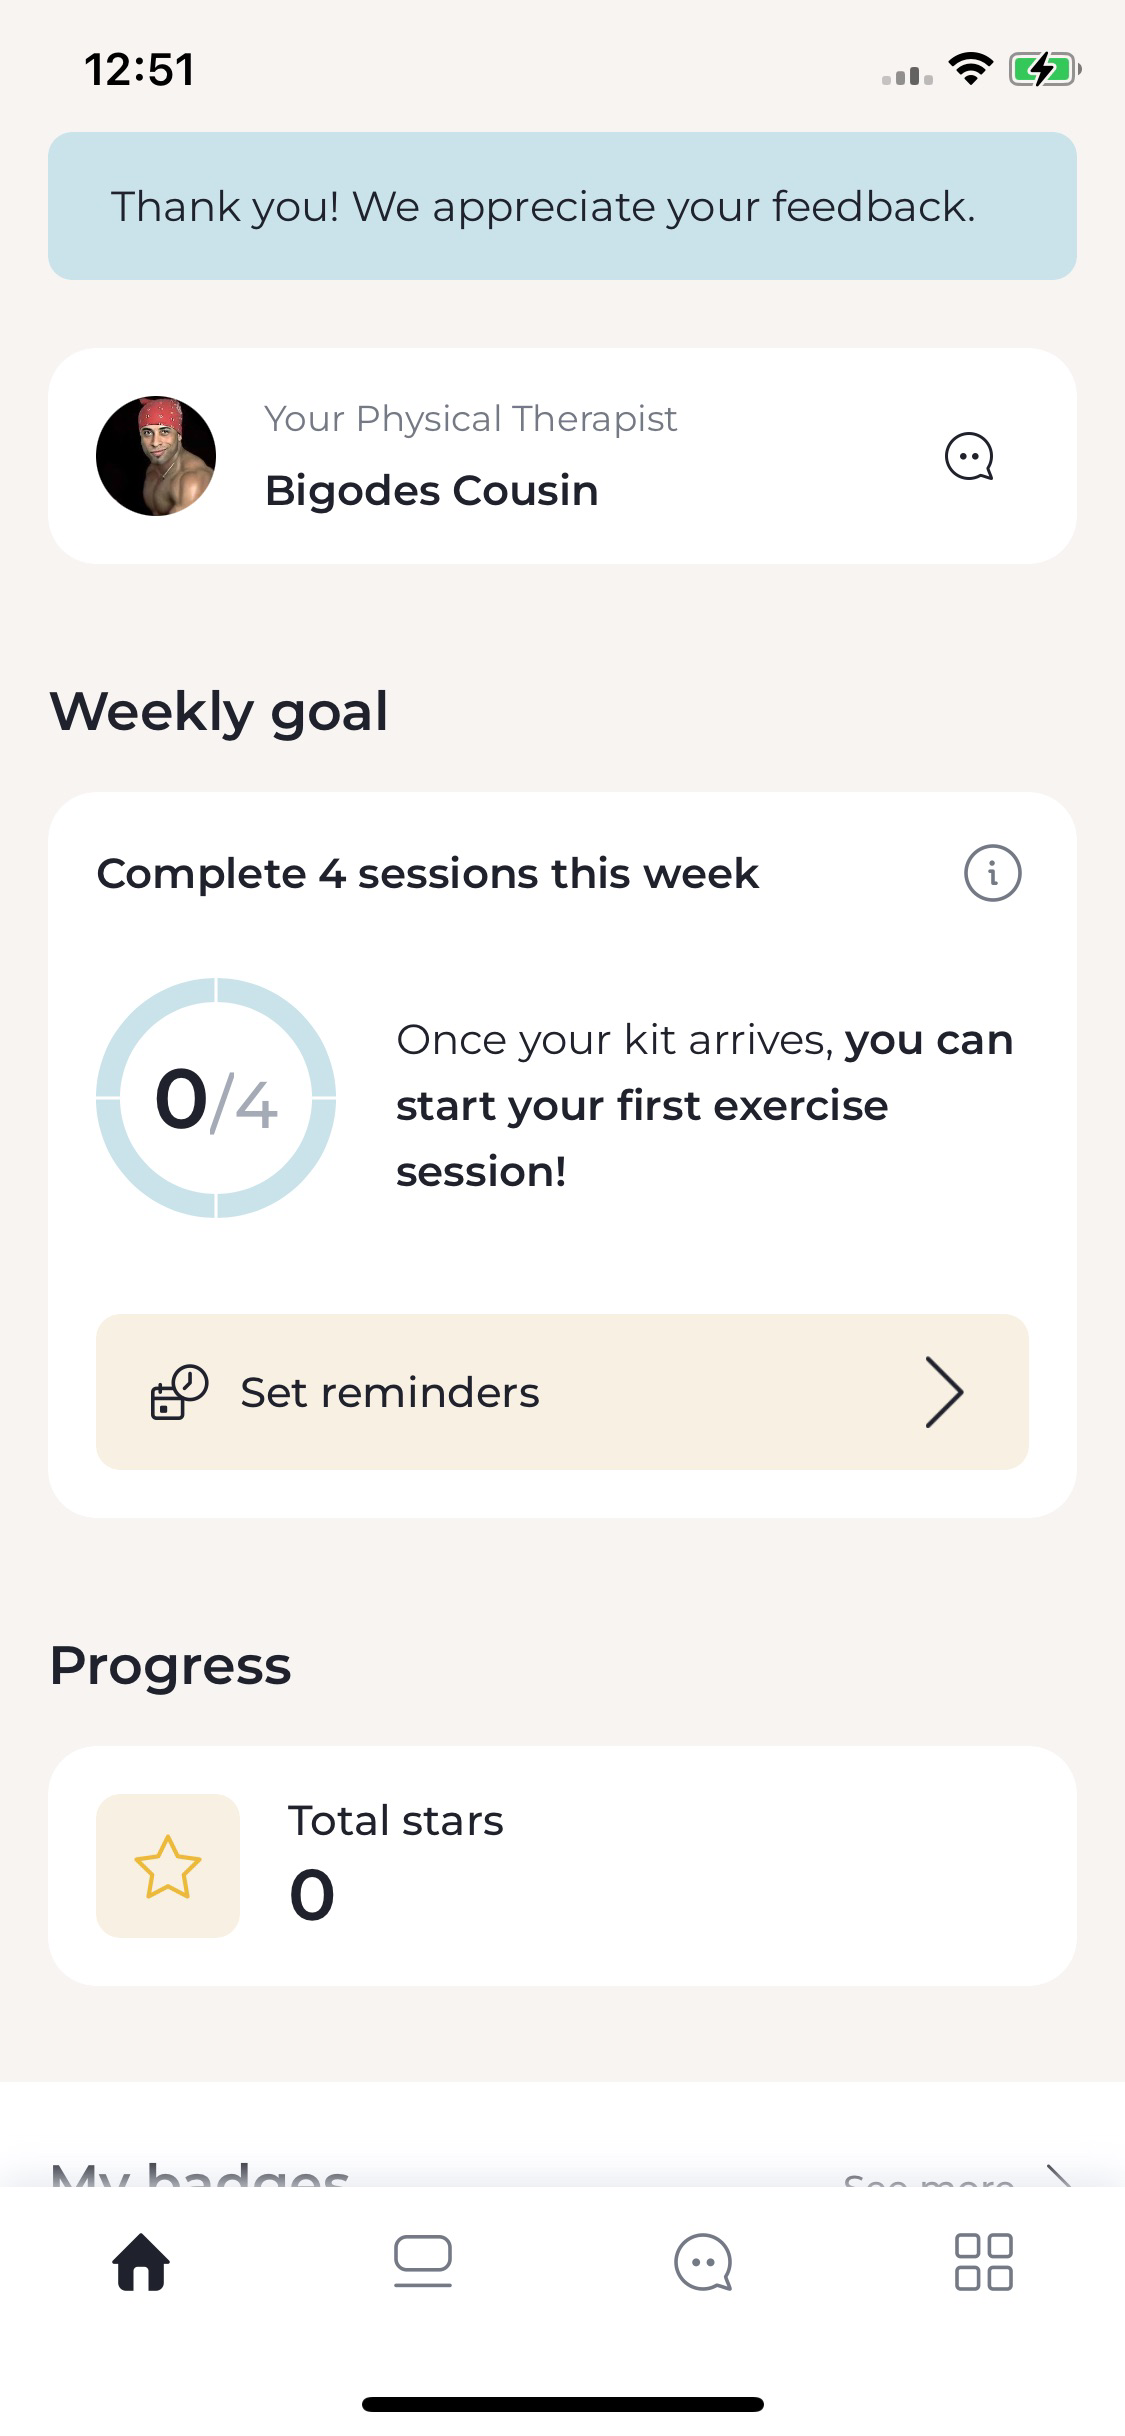 12:51
Thank you! We appreciate your feedback.
Your Physical Therapist
Bigodes Cousin
Weekly goal
Complete 4 sessions this week
0/4
Once your kit arrives, you can
start your first exercise
session!
Set reminders
Progress
Total stars
0
My badges
See more